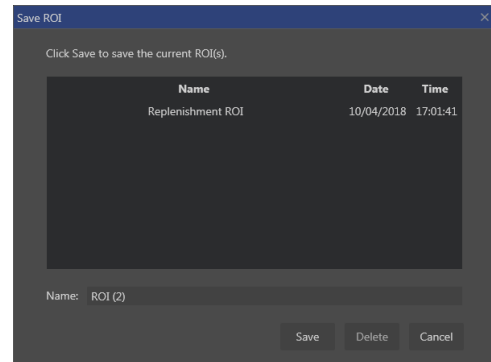 Save ROI
Click Save to save the current ROI(s).
Name Date Time
Replenishment ROI 10/04/2018 17:01:41
Name: ROI (2)
Save Delete Cancel